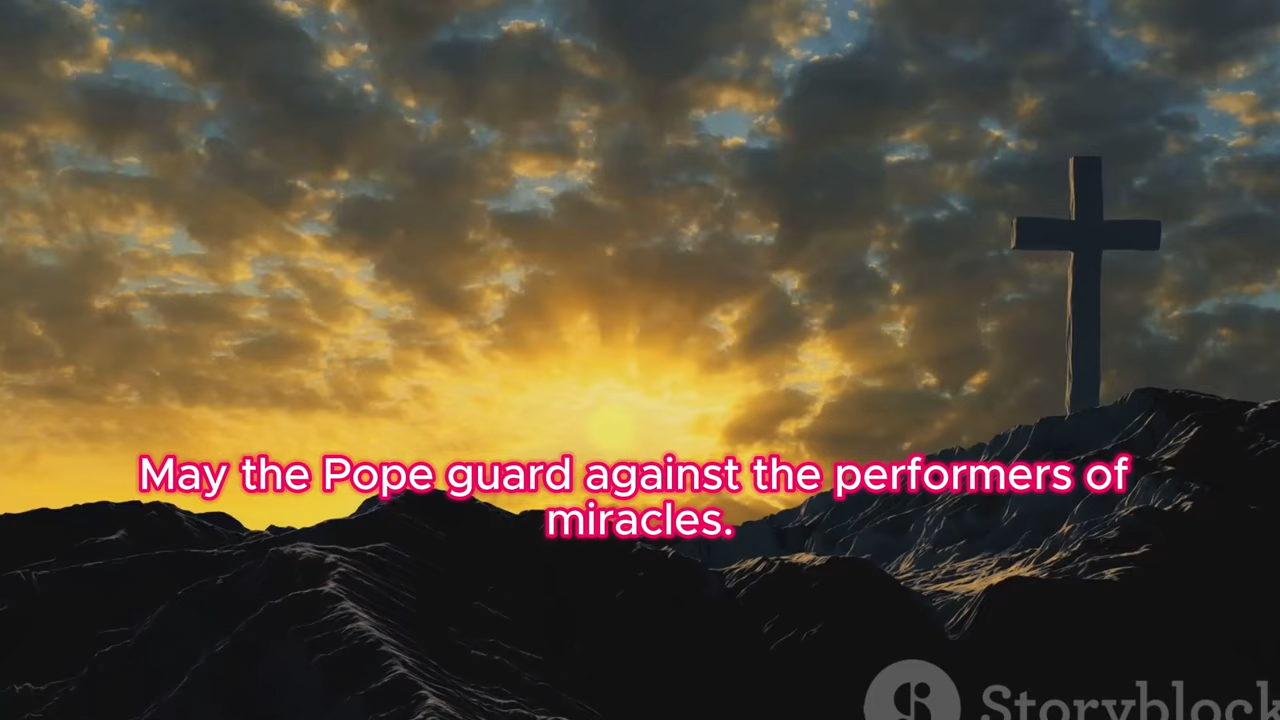 May the Pope guard against the performers of
miracles.
Storyblock